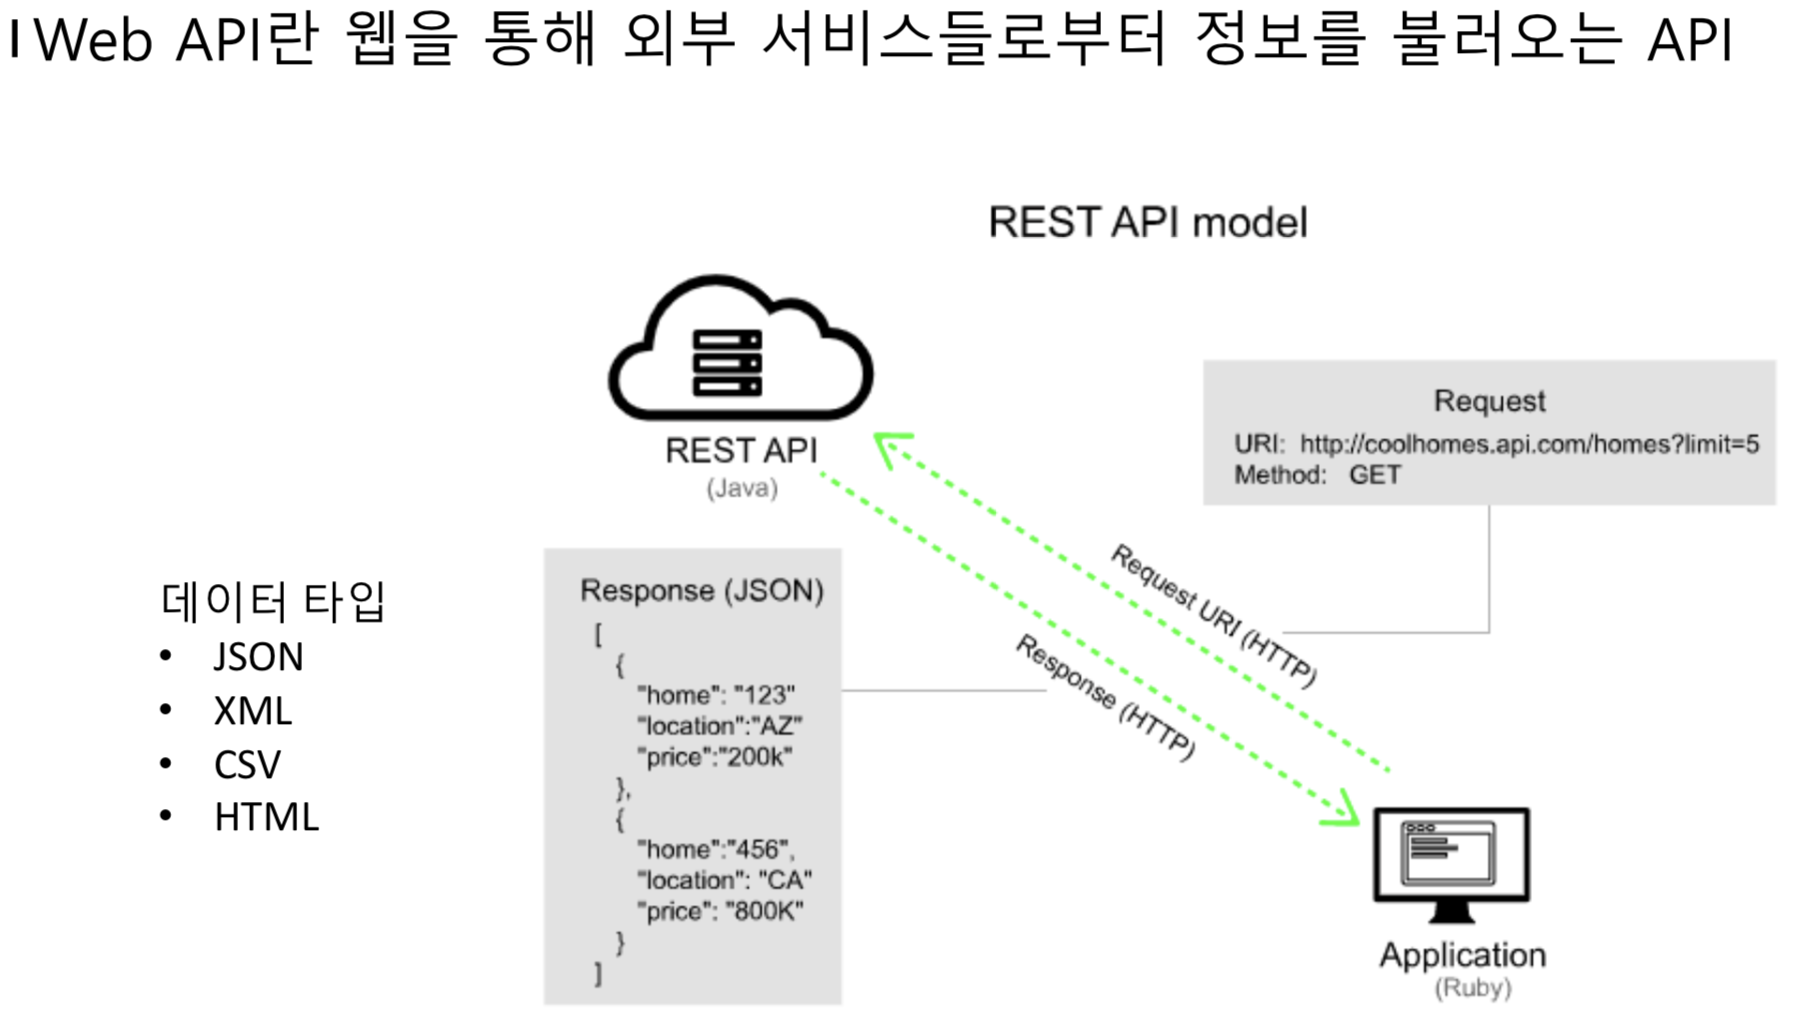 I Web API란 웹을 통해 외부 서비스들로부터 정보를 불러오는 API
REST API model
REST API
(Java)
Request
URI: http://coolhomes.api.com/homes?limit=5
Method: GET
Request URI (HTTP)
Response (HTTP)
데이터 타입
• JSON
• XML
• CSV
• HTML
Response (JSON)
[
{
"home": "123"
"location":"AZ"
"price":"200k"
},
{
"home":"456",
"location": "CA"
"price": "800K"
}
]
Application
(Ruby)